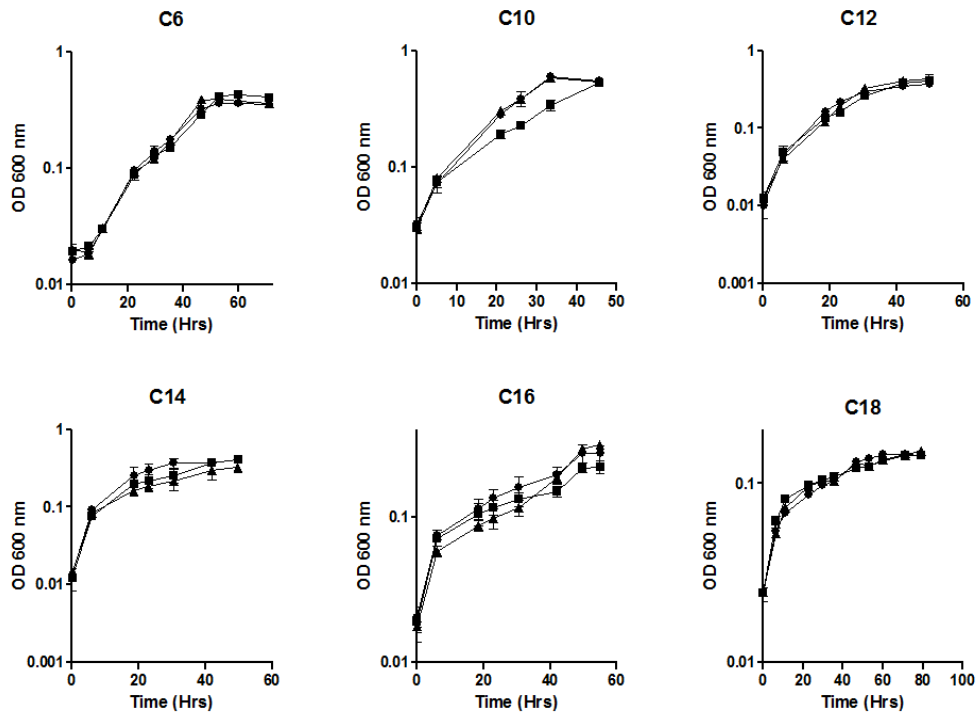 C6
C10
C12
1
0.1
0.01
OD 600 nm
0 20 40 60
Time (Hrs)
1
0.1
0.01
OD 600 nm
0 10 20 30 40 50
Time (Hrs)
1
0.1
0.01
0.001
OD 600 nm
0 20 40 60
Time (Hrs)
C14
C16
C18
1
0.1
0.01
0.001
OD 600 nm
0 20 40 60
Time (Hrs)
0.1
0.01
OD 600 nm
0 20 40 60
Time (Hrs)
0.1
0.01
OD 600 nm
0 20 40 60 80 100
Time (Hrs)